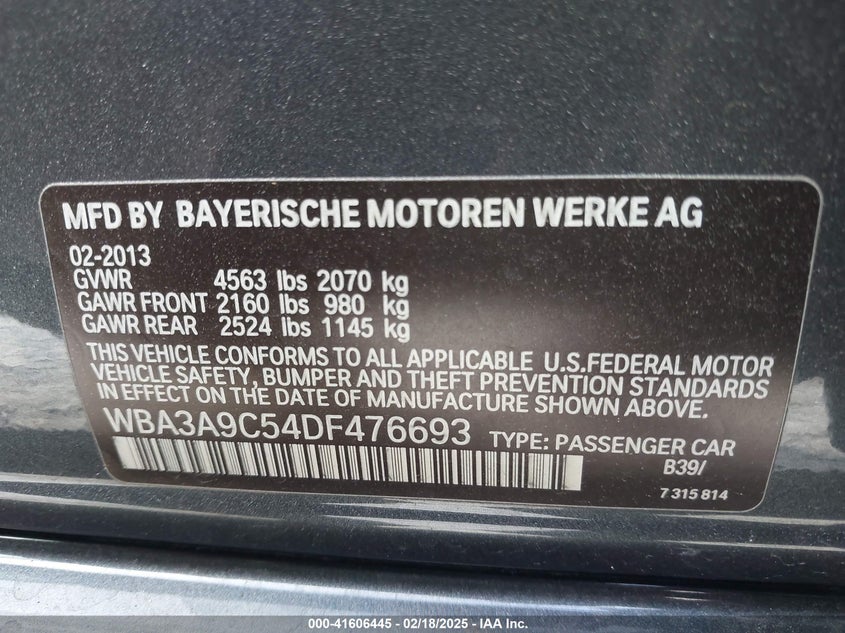 MFD BY BAYERISCHE MOTOREN WERKE AG
02-2013
GVWR 4563 lbs 2070 kg
GAWR FRONT 2160 lbs 980 kg
GAWR REAR 2524 lbs 1145 kg
THIS VEHICLE CONFORMS TO ALL APPLICABLE U.S.FEDERAL MOTOR
VEHICLE SAFETY, BUMPER AND THEFT PREVENTION STANDARDS
IN EFFECT ON THE DATE OF MANUFACTURE SHOWN ABOVE.
WBA3A9C54DF476693 TYPE: PASSENGER CAR
B39/
7 315 814
000-41606445 - 02/18/2025 - IAA Inc.